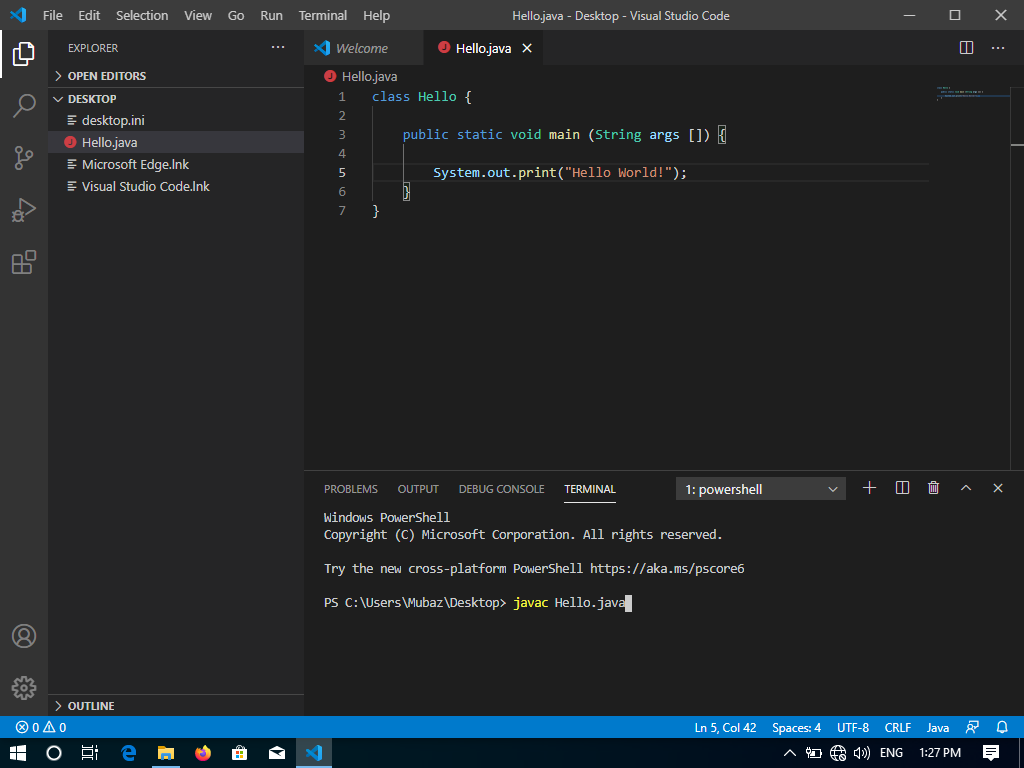 File Edit Selection View Go Run Terminal Help Hello.java - Desktop - Visual Studio Code
EXPLORER
OPEN EDITORS
DESKTOP
desktop.ini
Hello.java
Microsoft Edge.lnk
Visual Studio Code.lnk
OUTLINE
Welcome Hello.java
Hello.java
1 class Hello {
2
3 public static void main (String args []) {
4
5 System.out.print("Hello World!");
6 }
7 }
PROBLEMS OUTPUT DEBUG CONSOLE TERMINAL 1: powershell
Windows PowerShell
Copyright (C) Microsoft Corporation. All rights reserved.
Try the new cross-platform PowerShell https://aka.ms/pscore6
PS C:\Users\Mubaz\Desktop> javac Hello.java
0 0 Ln 5, Col 42 Spaces: 4 UTF-8 CRLF Java
ENG 1:27 PM